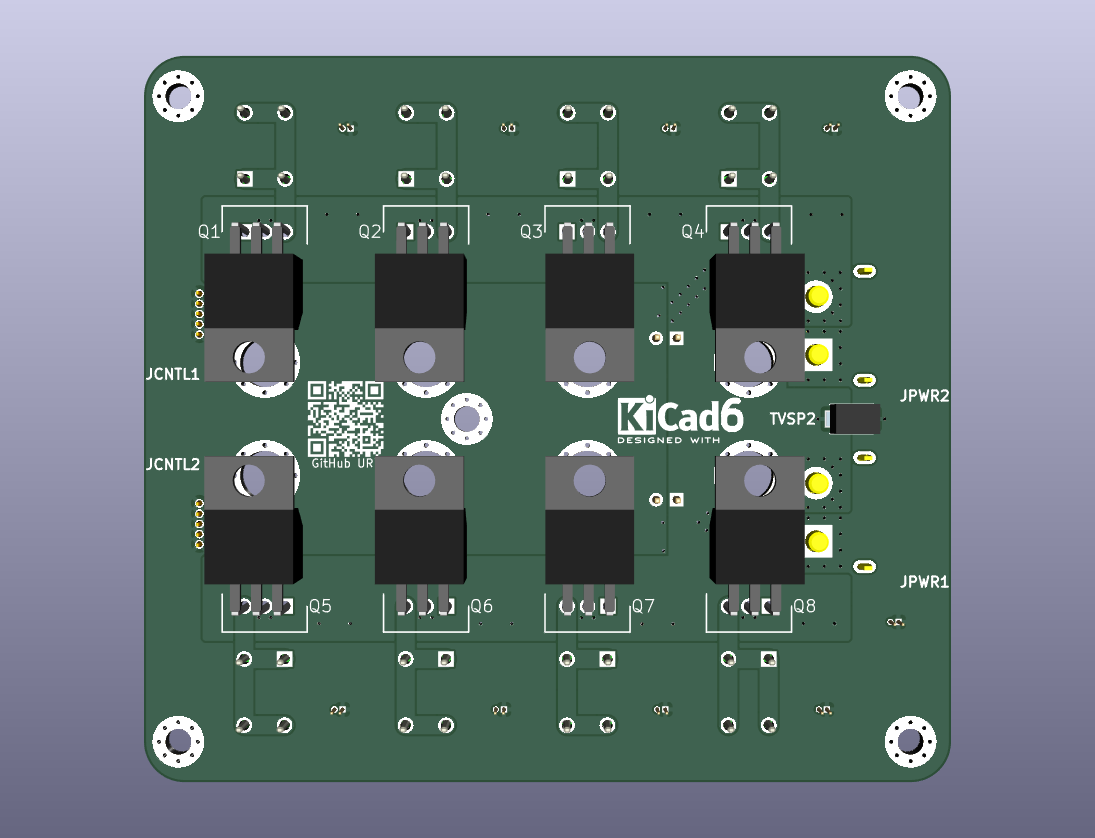 Q1
Q2
Q3
Q4
JCNTL1
JPWR2
KiCad6
TVSP2
DESIGNED WITH
JCNTL2
GitHub UR
JPWR1
Q5
Q6
Q7
Q8